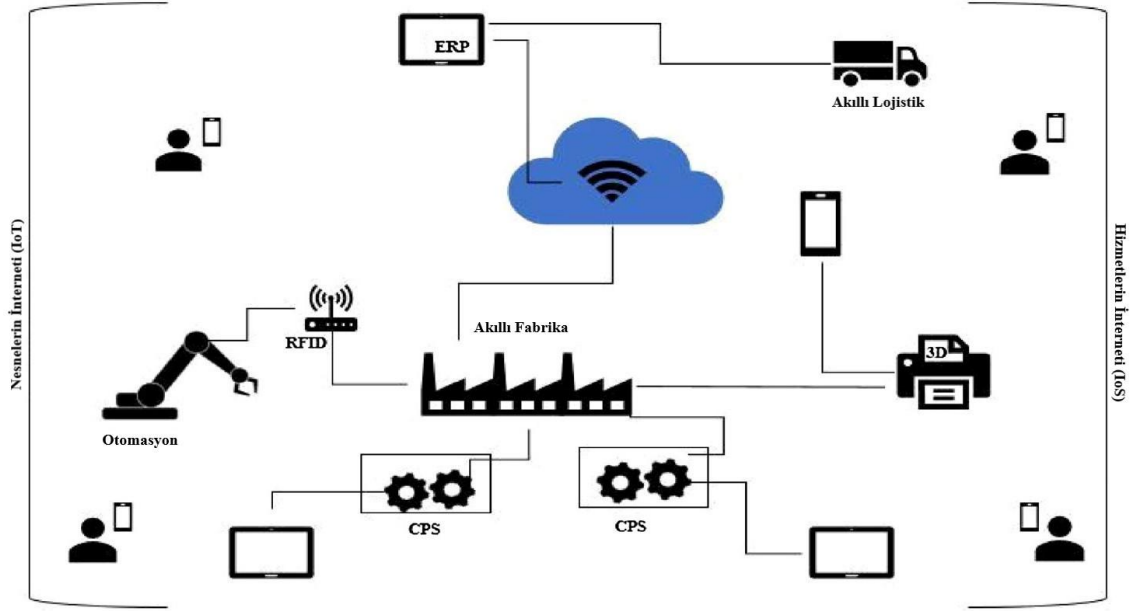 ERP
Akıllı Lojistik
Nesnelerin İnterneti (IoT)
Hizmetlerin İnterneti (IoS)
RFID
Akıllı Fabrika
3D
Otomasyon
CPS
CPS